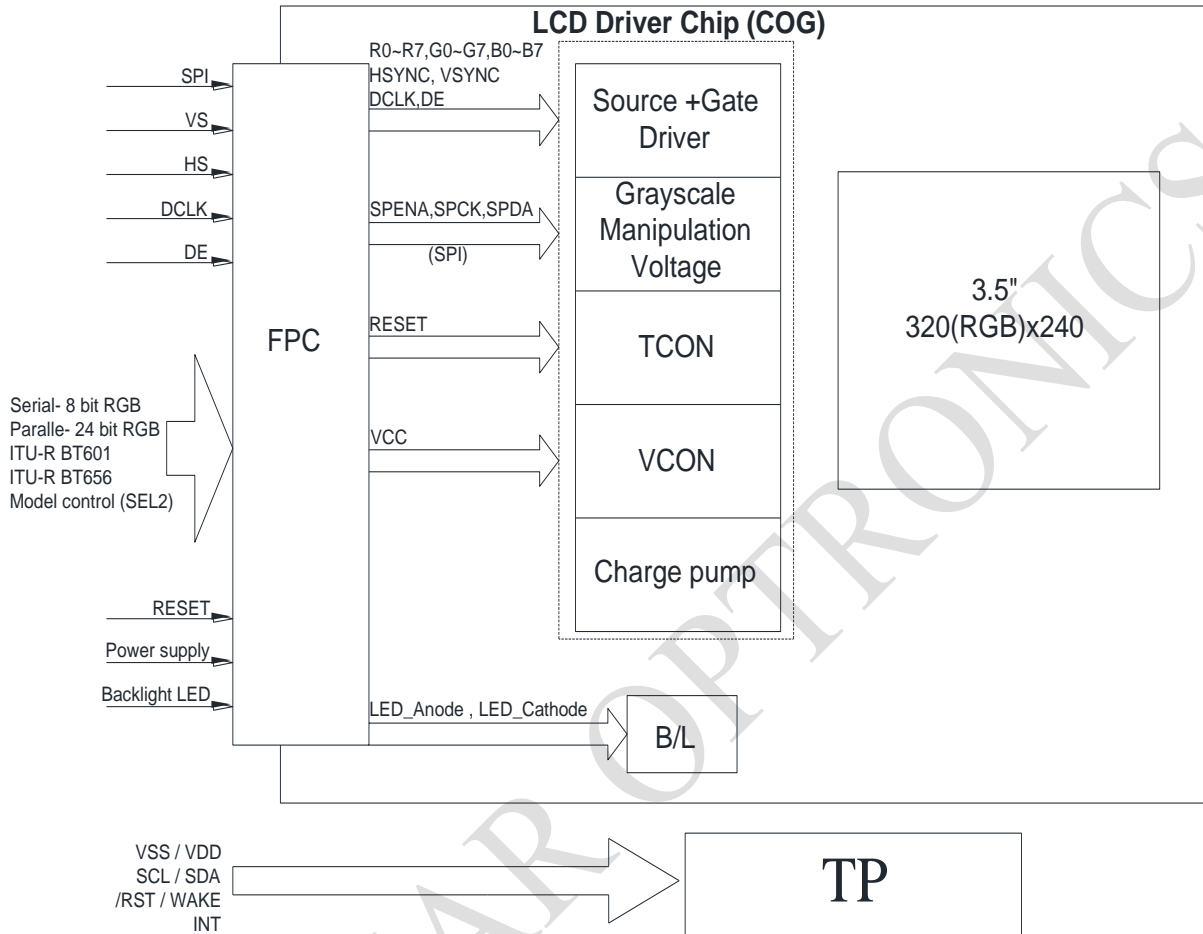 LCD Driver Chip (COG)
SPI
VS
HS
DCLK
DE
Serial- 8 bit RGB
Paralle- 24 bit RGB
ITU-R BT601
ITU-R BT656
Model control (SEL2)
RESET
Power supply
Backlight LED
FPC
R0~R7,G0~G7,B0~B7
HSYNC, VSYNC
DCLK,DE
SPENA,SPCK,SPDA
(SPI)
RESET
VCC
LED_Anode , LED_Cathode
Source +Gate
Driver
Grayscale
Manipulation
Voltage
TCON
VCON
Charge pump
B/L
3.5"
320(RGB)x240
VSS / VDD
SCL / SDA
/RST / WAKE
INT
TP
AR OPTRONICS